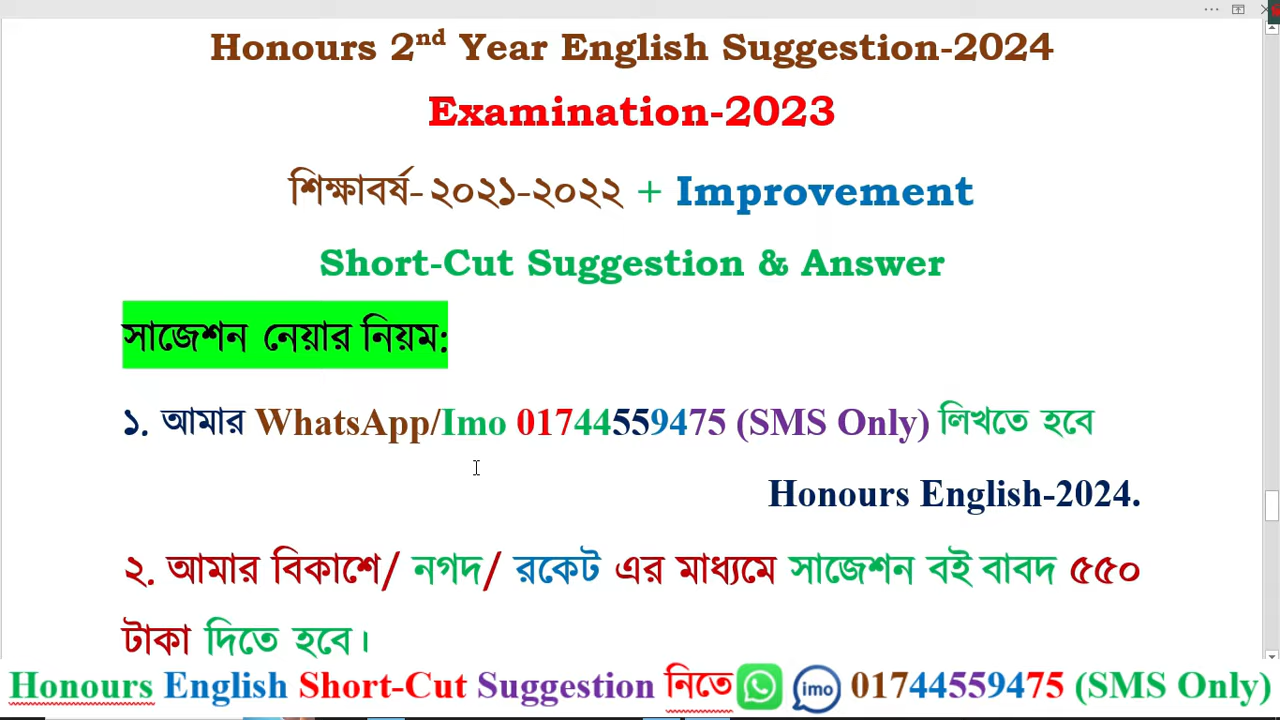 Honours 2nd Year English Suggestion-2024
Examination-2023
শিক্ষাবর্ষ-২০২১-২০২২ + Improvement
Short-Cut Suggestion & Answer
সাজেশন নেয়ার নিয়ম:
১. আমার WhatsApp/Imo 01744559475 (SMS Only) লিখতে হবে
Honours English-2024.
২. আমার বিকাশে/ নগদ/ রকেট এর মাধ্যমে সাজেশন বই বাবদ ৫৫০
টাকা দিতে হবে।
Honours English Short-Cut Suggestion নিতে imo 01744559475 (SMS Only)